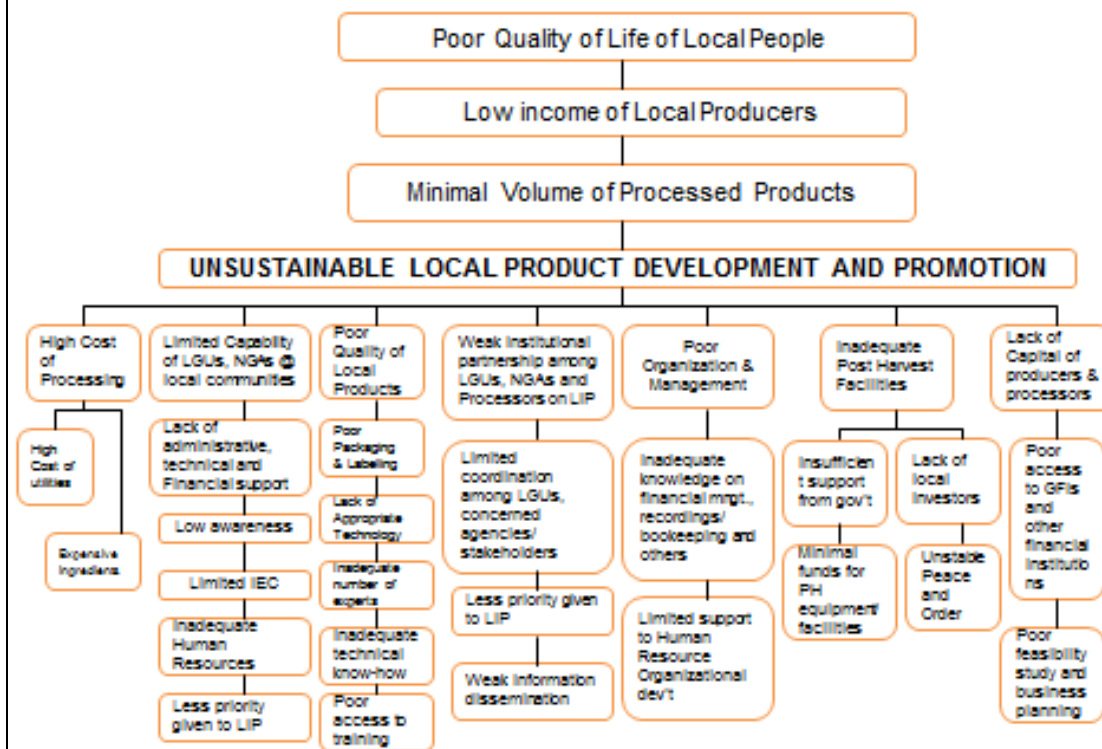 Poor Quality of Life of Local People
Low income of Local Producers
Minimal Volume of Processed Products
UNSUSTAINABLE LOCAL PRODUCT DEVELOPMENT AND PROMOTION
High Cost
of
Processing
High
Cost of
utilities
Expensive
Ingredients
Limited Capability
of LGUs, NGAs @
local communities
Lack of
administrative,
technical and
Financial support
Low awareness
Limited IEC
Inadequate
Human
Resources
Less priority
given to LIP
Poor
Quality of
Local
Products
Poor
Packaging
& Labeling
Lack of
Appropriate
Technology
Inadequate
number of
experts
Inadequate
technical
know-how
Poor
access to
training
Weak Institutional
partnership among
LGUs, NGAs and
Processors on LIP
Limited
coordination
among LGUs,
concerned
agencies/
stakeholders
Less priority given
to LIP
Weak Information
dissemination
Poor
Organization &
Management
Inadequate
knowledge on
financial mngt.,
recordings/
bookeeping and
others
Limited support
to Human
Resource
Organizational
dev't
Inadequate
Post Harvest
Facilities
Insufficien
t support
from gov't
Minimal
funds for
PH
equipment/
facilities
Lack of
local
Investors
Unstable
Peace
and
Order
Lack of
Capital of
producers &
processors
Poor
access
to GFIs
and
other
financial
Institutio
ns
Poor
feasibility
study and
business
planning